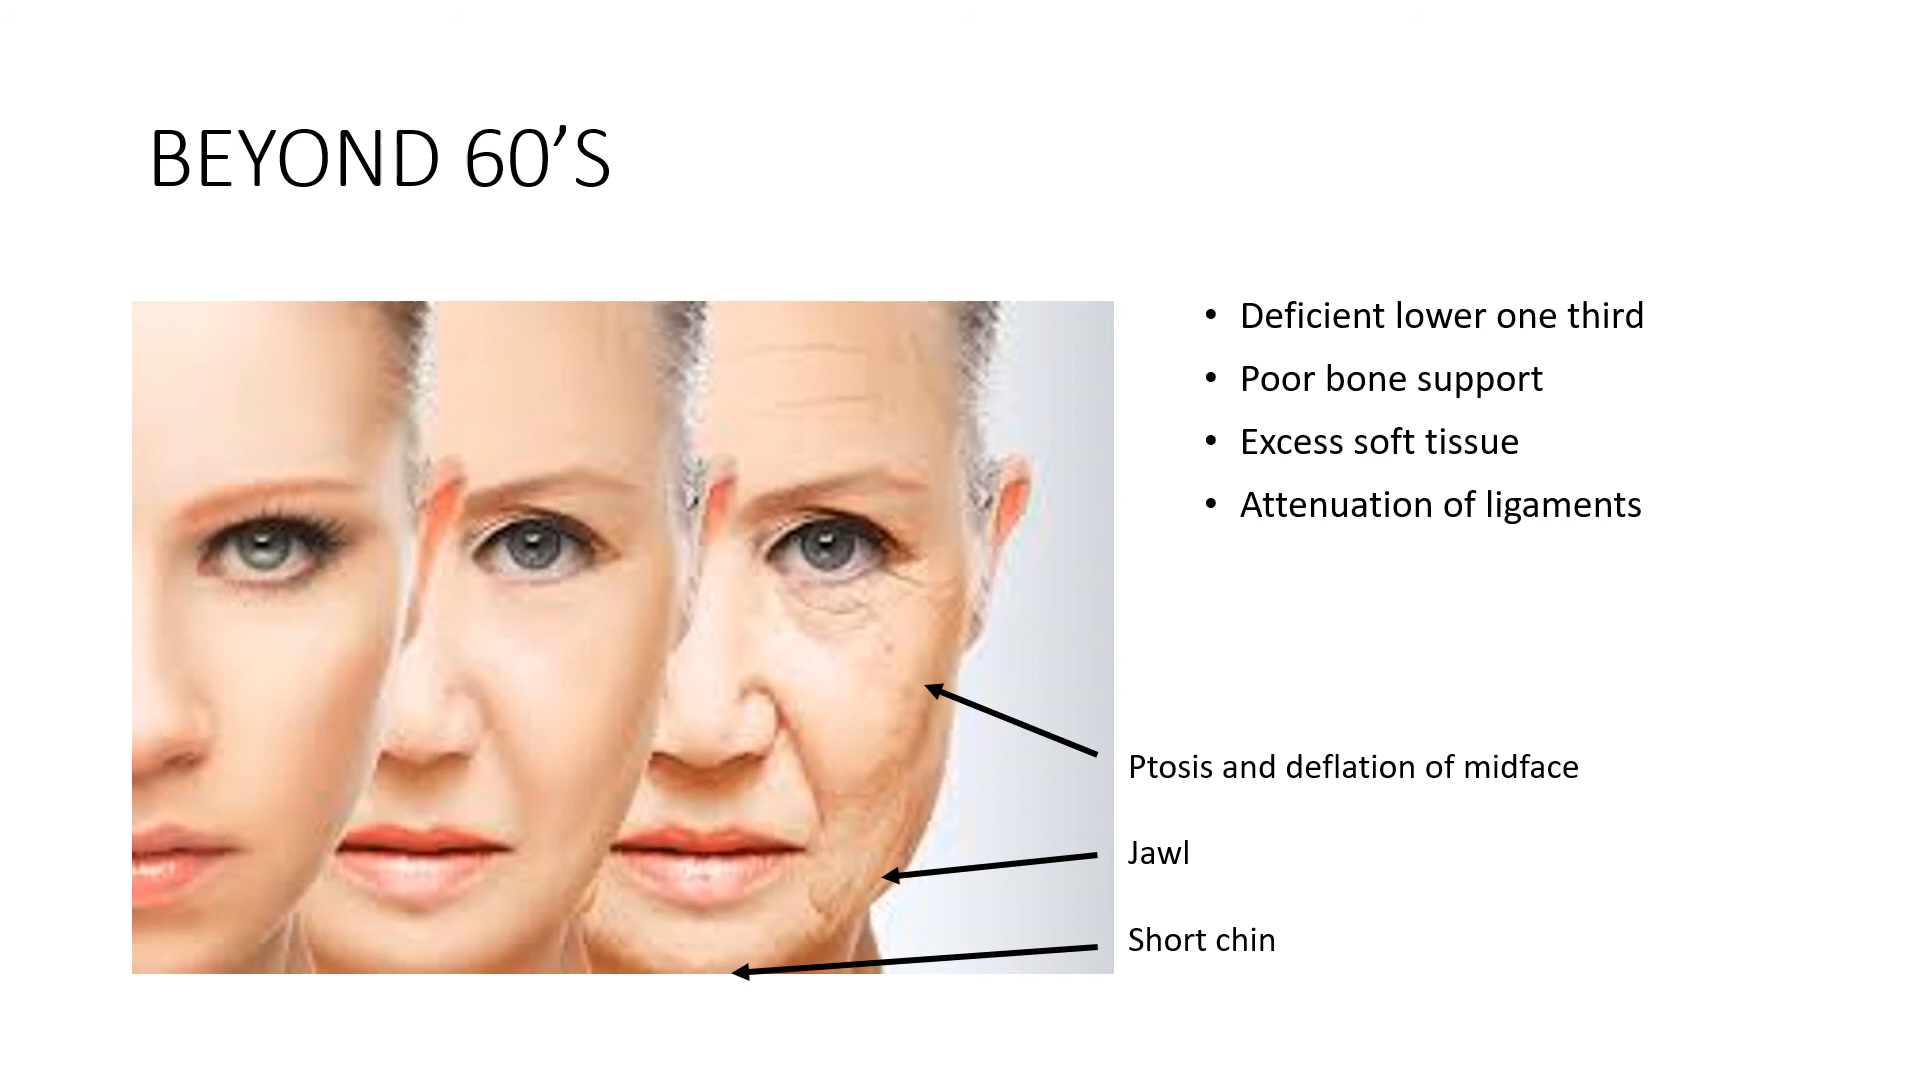 BEYOND 60’S
• Deficient lower one third
• Poor bone support
• Excess soft tissue
• Attenuation of ligaments
Ptosis and deflation of midface
Jawl
Short chin